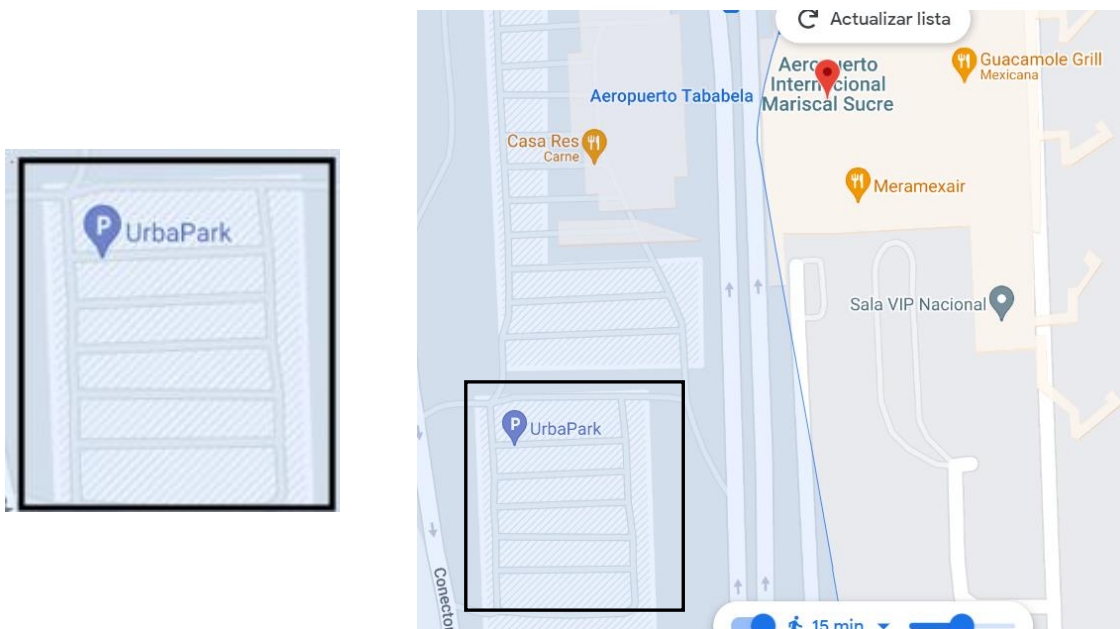 P UrbaPark
Actualizar lista
Aeropuerto Tababela
Guacamole Grill
Mexicana
Casa Res
Carne
Internacional
Mariscal Sucre
Meramexair
Sala VIP Nacional
P UrbaPark
Conector
15 min